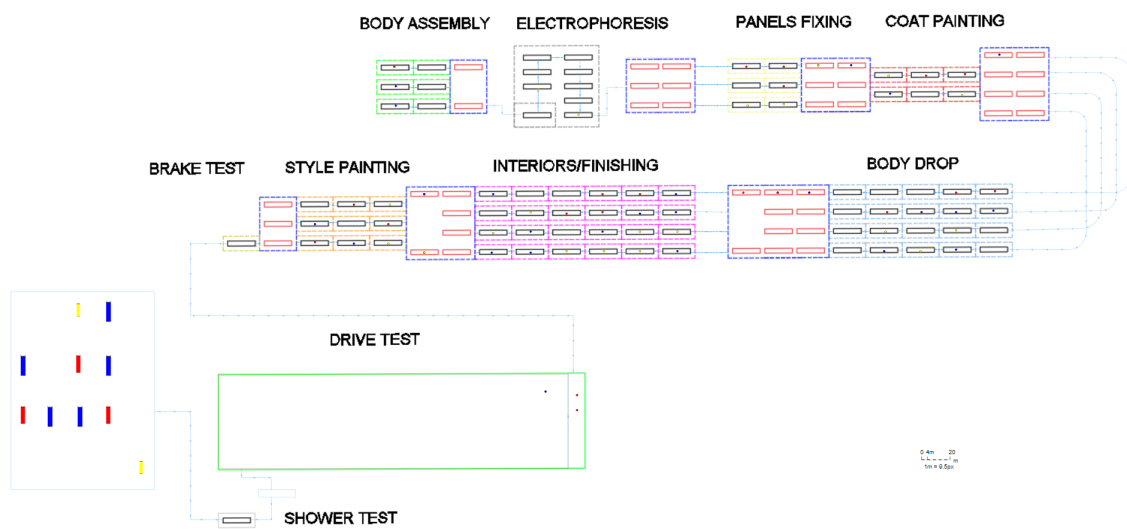 BODY ASSEMBLY
ELECTROPHORESIS
PANELS FIXING
COAT PAINTING
BRAKE TEST
STYLE PAINTING
INTERIORS/FINISHING
BODY DROP
DRIVE TEST
0 4m 20
m
1m = 6.5px
SHOWER TEST